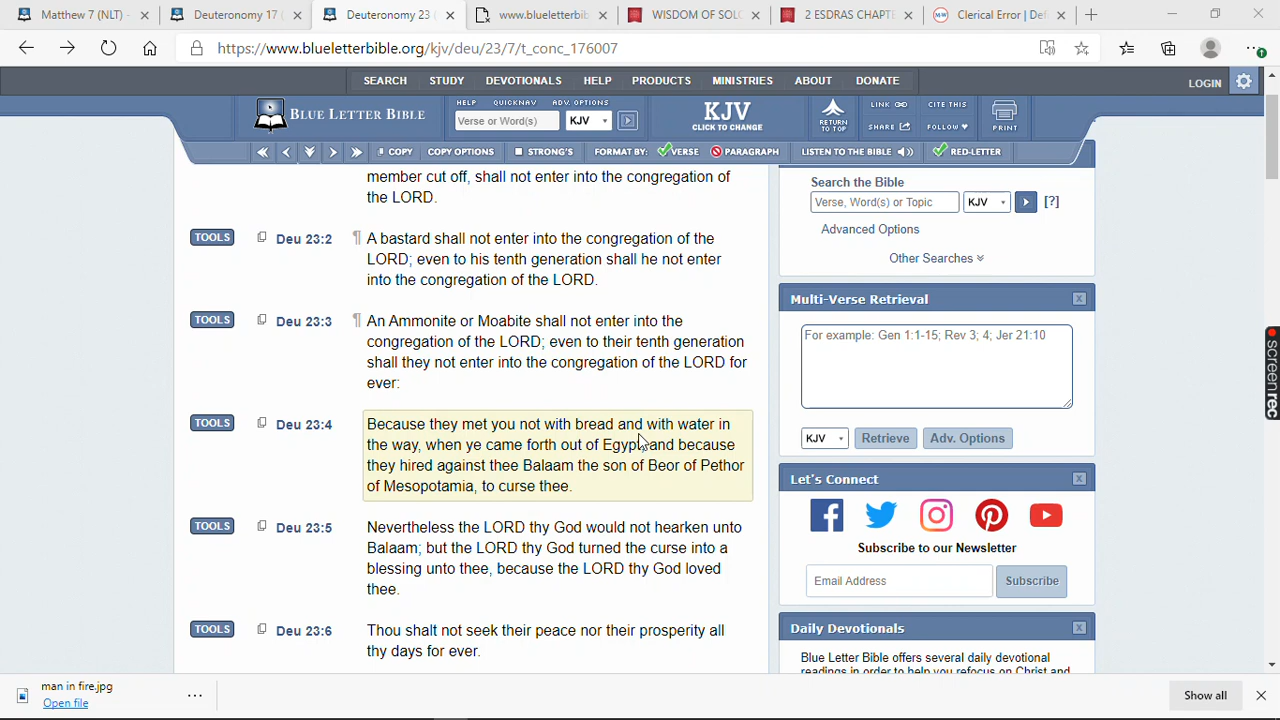 Matthew 7 (NLT) -
Deuteronomy 17 (
Deuteronomy 23 (
www.blueletterbib
WISDOM OF SOLO
2 ESDRAS CHAPTE
Clerical Error | De
https://www.blueletterbible.org/kjv/deu/23/7/t_conc_176007
SEARCH STUDY DEVOTIONALS HELP PRODUCTS MINISTRIES ABOUT DONATE
LOGIN
BLUE LETTER BIBLE
HELP QUICKNAV ADV. OPTIONS
Verse or Word(s) KJV
KJV
CLICK TO CHANGE
RETURN
TO TOP
LINK CITE THIS
SHARE FOLLOW
PRINT
COPY COPY OPTIONS STRONG'S FORMAT BY: VERSE PARAGRAPH LISTEN TO THE BIBLE RED-LETTER
member cut off, shall not enter into the congregation of
the LORD.
TOOLS Deu 23:2 ¶ A bastard shall not enter into the congregation of the
LORD; even to his tenth generation shall he not enter
into the congregation of the LORD.
TOOLS Deu 23:3 ¶ An Ammonite or Moabite shall not enter into the
congregation of the LORD; even to their tenth generation
shall they not enter into the congregation of the LORD for
ever:
TOOLS Deu 23:4 Because they met you not with bread and with water in
the way, when ye came forth out of Egypt; and because
they hired against thee Balaam the son of Beor of Pethor
of Mesopotamia, to curse thee.
TOOLS Deu 23:5 Nevertheless the LORD thy God would not hearken unto
Balaam; but the LORD thy God turned the curse into a
blessing unto thee, because the LORD thy God loved
thee.
TOOLS Deu 23:6 Thou shalt not seek their peace nor their prosperity all
thy days for ever.
Search the Bible
Verse, Word(s) or Topic KJV [?]
Advanced Options
Other Searches
Multi-Verse Retrieval
For example: Gen 1:1-15; Rev 3; 4; Jer 21:10
KJV Retrieve Adv. Options
Let's Connect
Subscribe to our Newsletter
Email Address Subscribe
Daily Devotionals
Blue Letter Bible offers several daily devotional
readings in order to help you refocus on Christ and
screenrec
man in fire.jpg
Open file
Show all